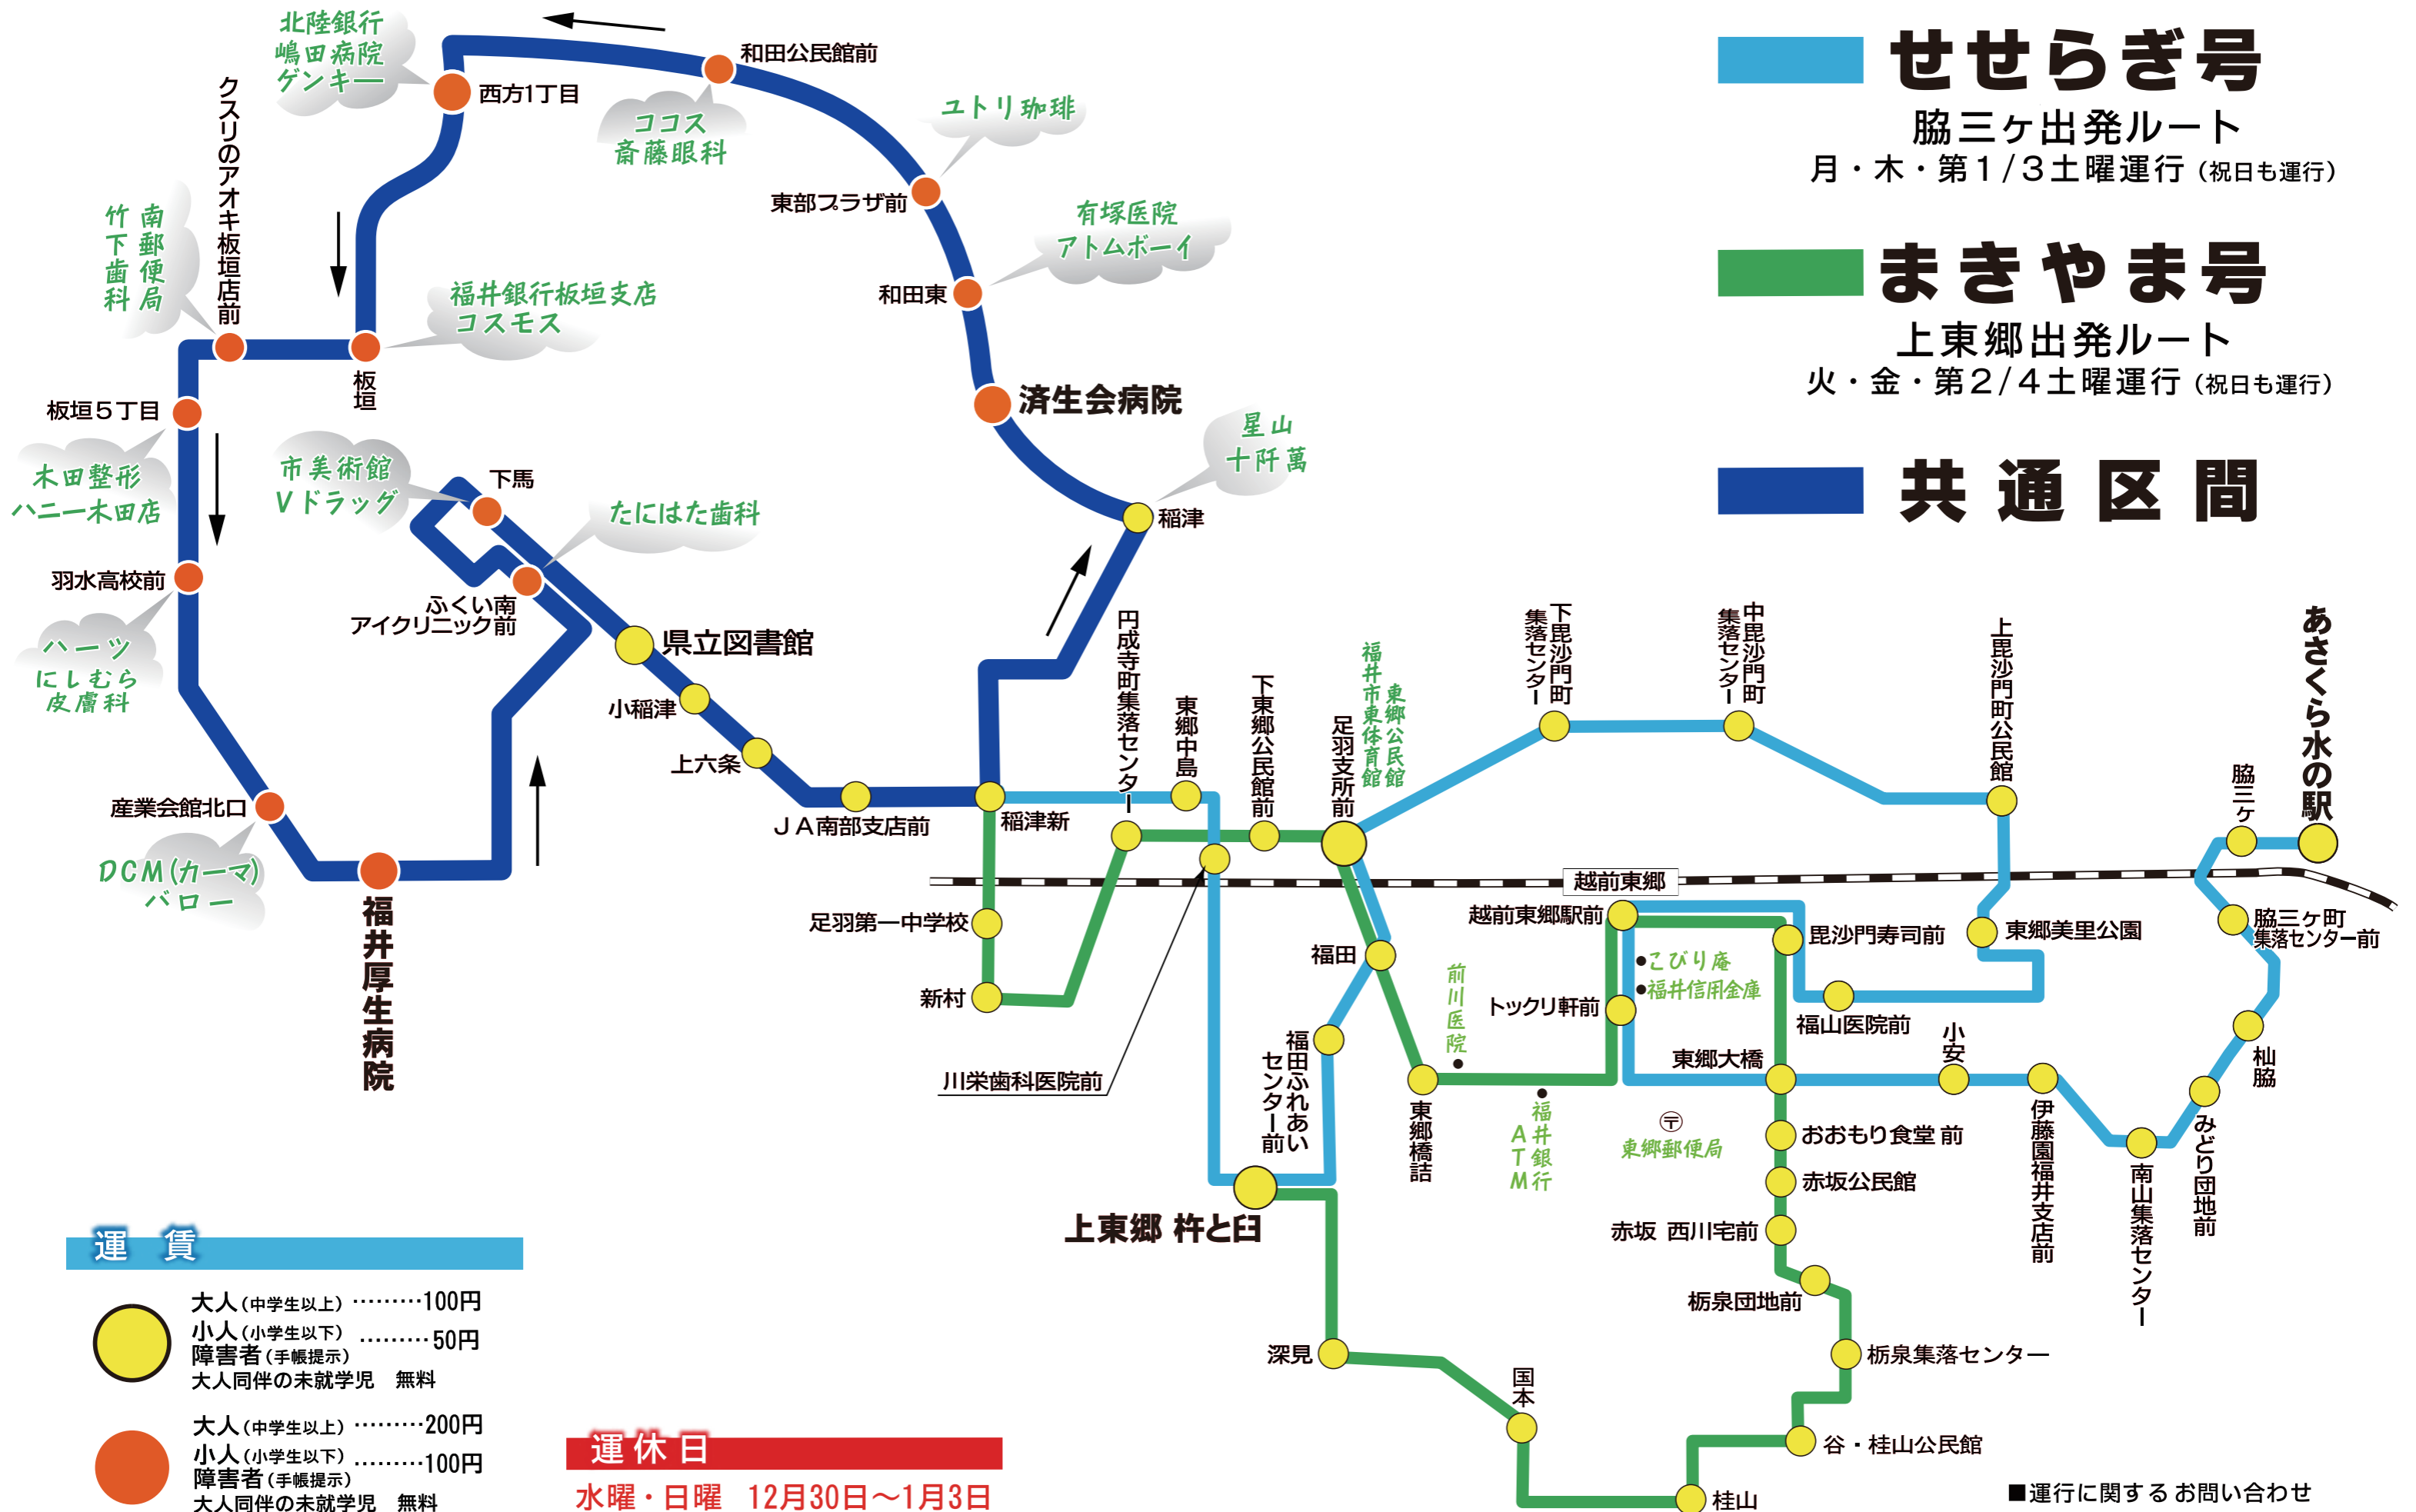 せせらぎ号
脇三ヶ出発ルート
月・木・第1/3土曜運行（祝日も運行）
まきやま号
上東郷出発ルート
火・金・第2/4土曜運行（祝日も運行）
共通区間
北陸銀行
嶋田病院
ゲンキー
西方1丁目
和田公民館前
ココス
斎藤眼科
ユトリ珈琲
東部プラザ前
有塚医院
アトムボーイ
和田東
済生会病院
星山
十阡萬
稲津
クスリのアオキ板垣店前
南郵便局
竹下歯科
福井銀行板垣支店
コスモス
板垣
板垣５丁目
木田整形
ハニー木田店
羽水高校前
ハーツ
にしむら
皮膚科
産業会館北口
DCM(カーマ)
バロー
福井厚生病院
市美術館
Vドラッグ
下馬
たにはた歯科
ふくい南
アイクリニック前
県立図書館
小稲津
上六条
ＪＡ南部支店前
稲津新
足羽第一中学校
新村
円成寺町集落センター
東郷中島
川栄歯科医院前
下東郷公民館前
足羽支所前
東郷公民館
福井市東体育館
下毘沙門町
集落センター
中毘沙門町
集落センター
上毘沙門町公民館
あさくら水の駅
脇三ヶ
脇三ヶ町
集落センター前
杣脇
みどり団地前
南山集落センター
伊藤園福井支店前
小安
東郷美里公園
福山医院前
毘沙門寿司前
越前東郷
越前東郷駅前
こびり庵
福井信用金庫
トックリ軒前
東郷大橋
〒
東郷郵便局
おおもり食堂 前
赤坂公民館
赤坂 西川宅前
栃泉団地前
栃泉集落センター
谷・桂山公民館
桂山
国本
深見
上東郷 杵と臼
福田ふれあい
センター前
福田
前川医院
東郷橋詰
福井銀行
ATM
運 賃
大人（中学生以上）………100円
小人（小学生以下）………50円
障害者（手帳提示）
大人同伴の未就学児 無料
大人（中学生以上）………200円
小人（小学生以下）………100円
障害者（手帳提示）
大人同伴の未就学児 無料
運休日
水曜・日曜 12月30日～1月3日
■運行に関するお問い合わせ